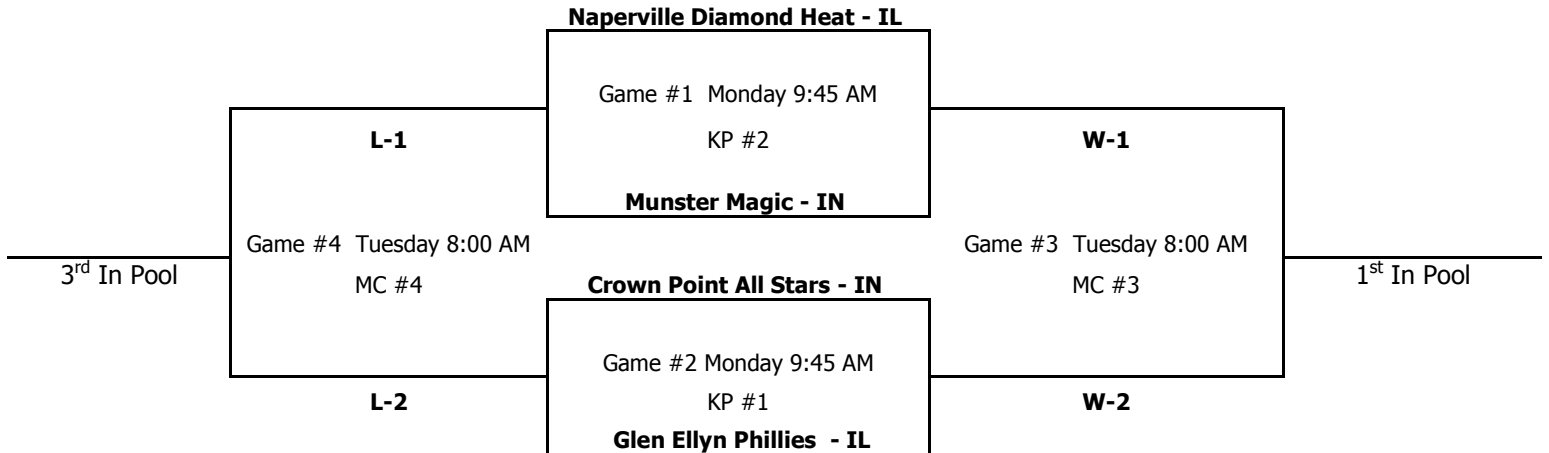 Naperville Diamond Heat - IL
Game #1 Monday 9:45 AM
L-1
KP #2
W-1
Munster Magic - IN
Game #4 Tuesday 8:00 AM
Game #3 Tuesday 8:00 AM
3rd In Pool
MC #4
Crown Point All Stars - IN
MC #3
1st In Pool
Game #2 Monday 9:45 AM
L-2
KP #1
W-2
Glen Ellyn Phillies - IL